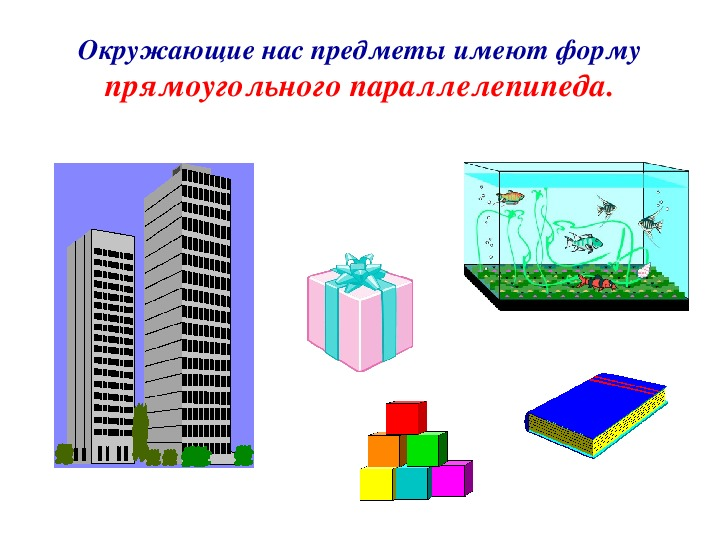 Окружающие нас предметы имеют форму
прямоугольного параллелепипеда.